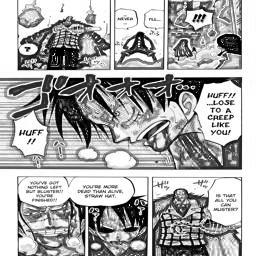 !!!
I'LL...
NEVER
?
HUFF!!
...LOSE
TO A
CREEP
LIKE
YOU!
HUFF!!
IS THAT
ALL YOU
CAN
MUSTER?
YOU'RE MORE
DEAD THAN ALIVE,
STRAW HAT.
YOU'VE GOT
NOTHING LEFT
BUT BLUSTER!!
YOU'RE
FINISHED!!